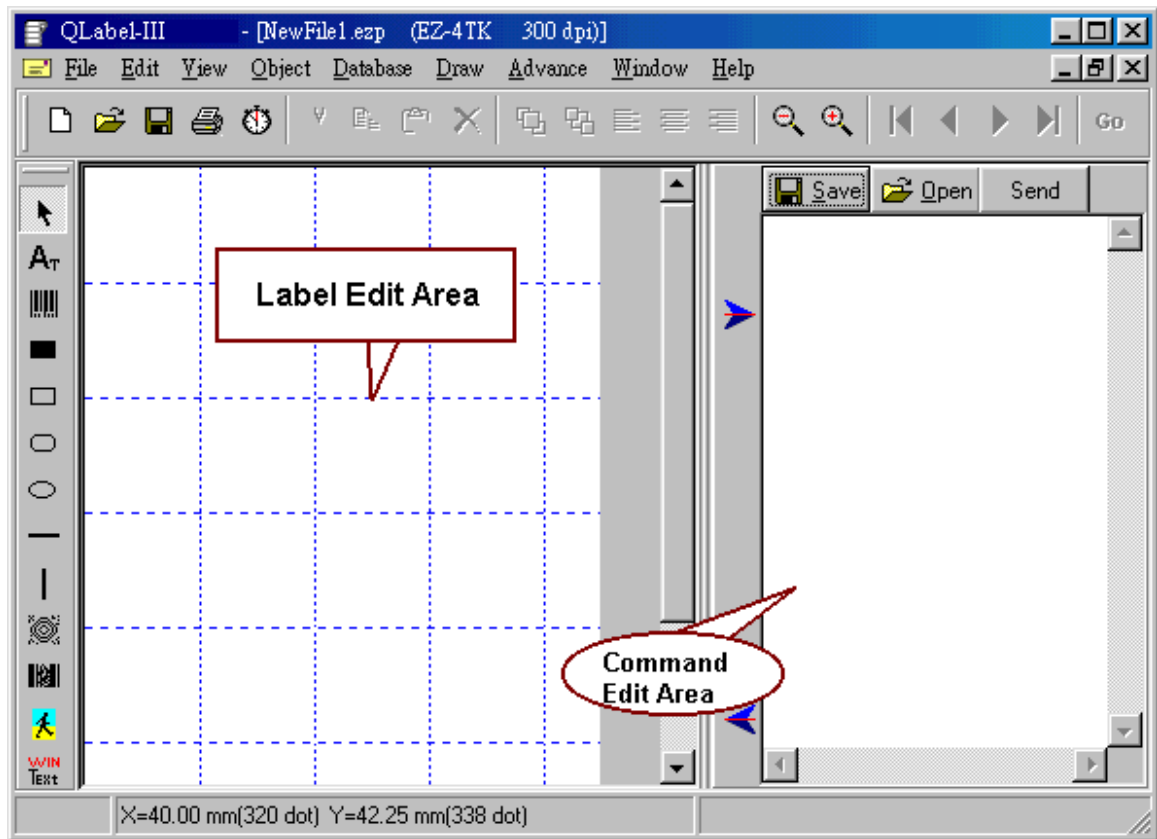 QLabel-III - [NewFile1.ezp (EZ-4TK 300 dpi)]
File Edit View Object Database Draw Advance Window Help
Go
Save Open Send
AT
Label Edit Area
Command
Edit Area
WIN
Text
X=40.00 mm(320 dot) Y=42.25 mm(338 dot)